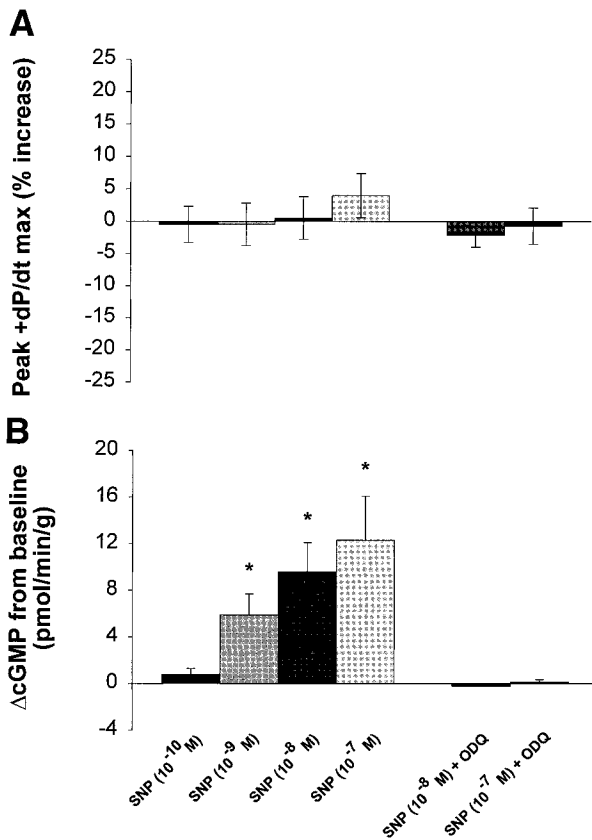 A
Peak +dP/dt max (% increase)
25
20
15
10
5
0
-5
-10
-15
-20
-25
B
ΔcGMP from baseline
(pmol/min/g)
20
16
12
8
4
0
-4
*
*
*
SNP (10⁻¹⁰ M)
SNP (10⁻⁹ M)
SNP (10⁻⁸ M)
SNP (10⁻⁷ M)
SNP (10⁻⁸ M) + ODQ
SNP (10⁻⁷ M) + ODQ